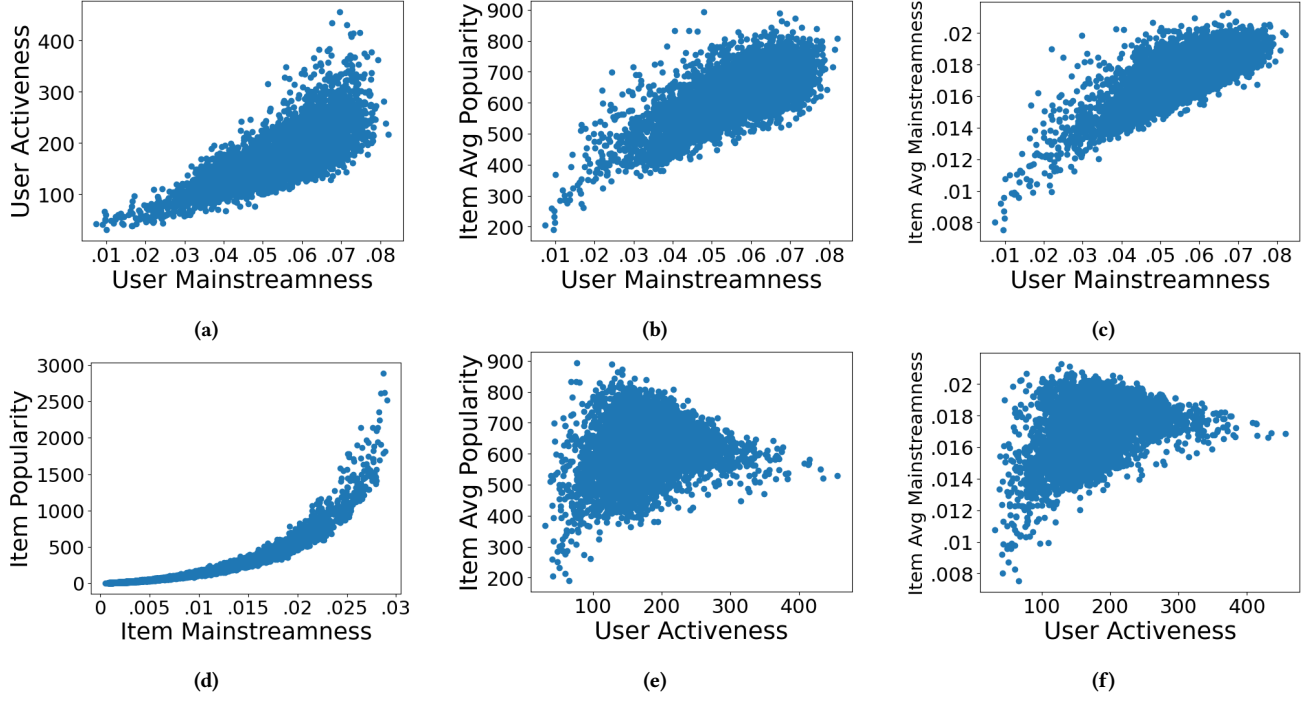 User Activeness
400
300
200
100
.01 .02 .03 .04 .05 .06 .07 .08
User Mainstreamness
(a)
Item Avg Popularity
900
800
700
600
500
400
300
200
.01 .02 .03 .04 .05 .06 .07 .08
User Mainstreamness
(b)
Item Avg Mainstreamness
.02
.018
.016
.014
.012
.01
.008
.01 .02 .03 .04 .05 .06 .07 .08
User Mainstreamness
(c)
Item Popularity
3000
2500
2000
1500
1000
500
0
0 .005 .01 .015 .02 .025 .03
Item Mainstreamness
(d)
Item Avg Popularity
900
800
700
600
500
400
300
200
100 200 300 400
User Activeness
(e)
Item Avg Mainstreamness
.02
.018
.016
.014
.012
.01
.008
100 200 300 400
User Activeness
(f)